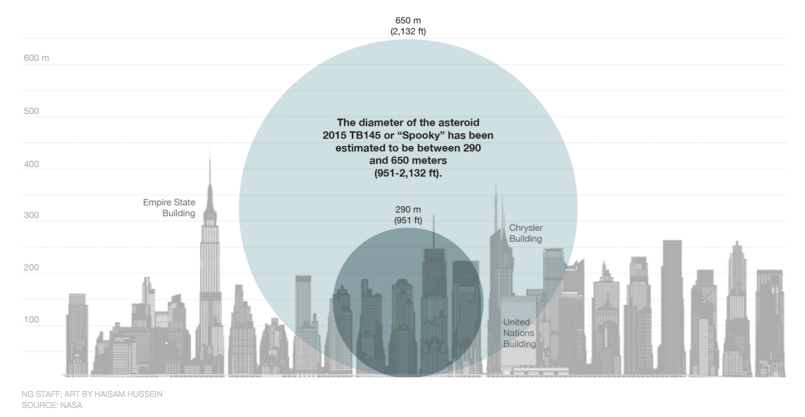 650 m
(2,132 ft)
600 m
The diameter of the asteroid
2015 TB145 or “Spooky” has been
estimated to be between 290
and 650 meters
(951-2,132 ft).
500
400
Empire State
Building
290 m
(951 ft)
300
Chrysler
Building
200
100
United
Nations
Building
NG STAFF; ART BY HAISAM HUSSEIN
SOURCE: NASA